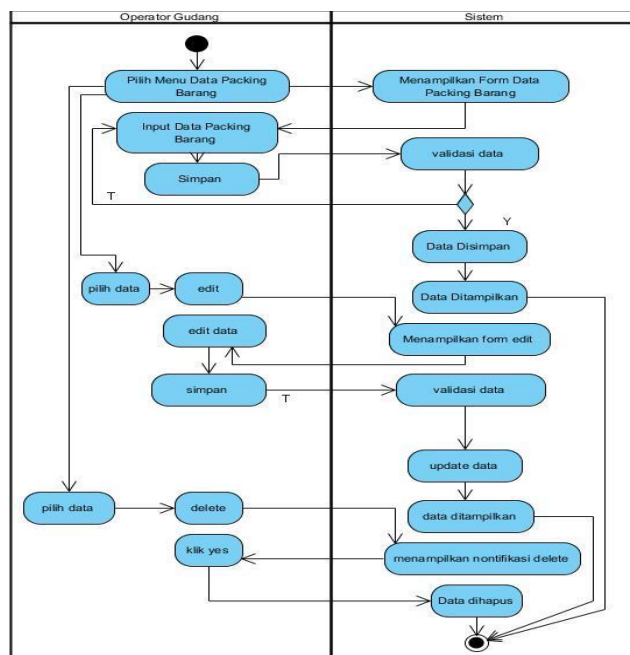 Operator Gudang
Sistem
Pilih Menu Data Packing
Barang
Menampilkan Form Data
Packing Barang
Input Data Packing
Barang
Simpan
validasi data
T
Y
Data Disimpan
pilih data
edit
Data Ditampilkan
edit data
Menampilkan form edit
simpan
T
validasi data
update data
pilih data
delete
data ditampilkan
klik yes
menampilkan nontifikasi delete
Data dihapus